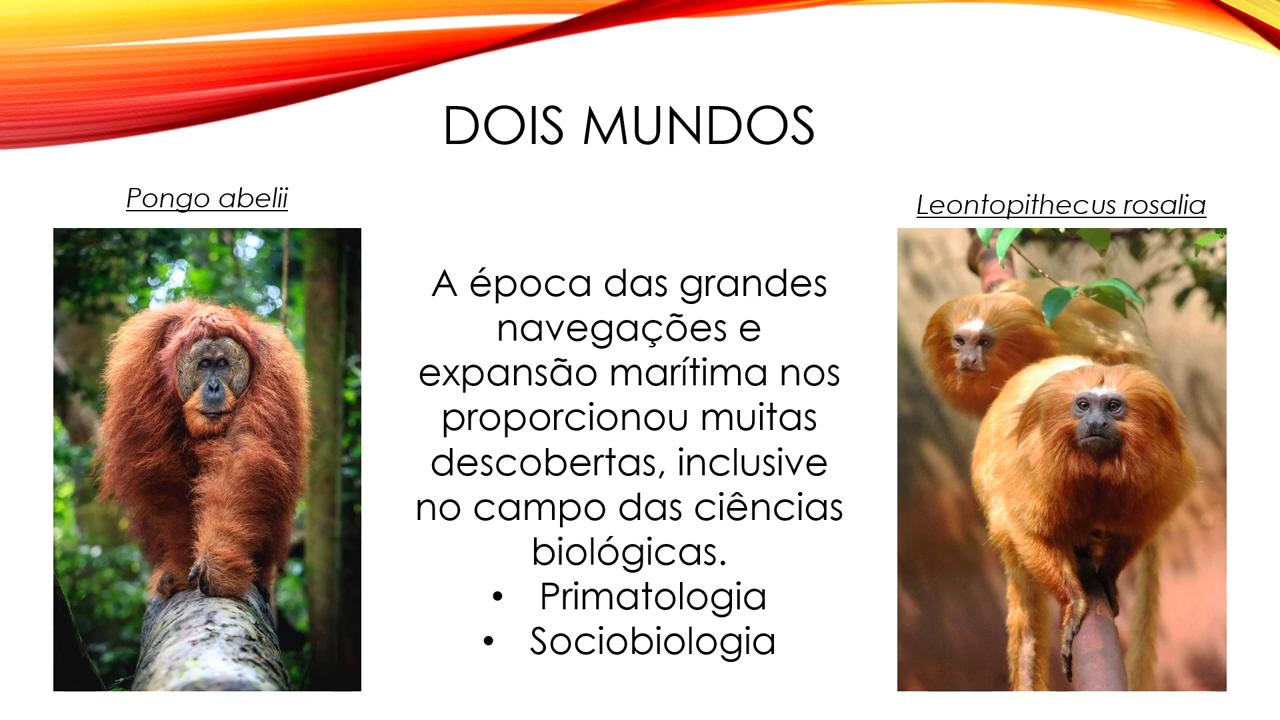 DOIS MUNDOS
Pongo abelii
Leontopithecus rosalia
A época das grandes
navegações e
expansão marítima nos
proporcionou muitas
descobertas, inclusive
no campo das ciências
biológicas.
• Primatologia
• Sociobiologia